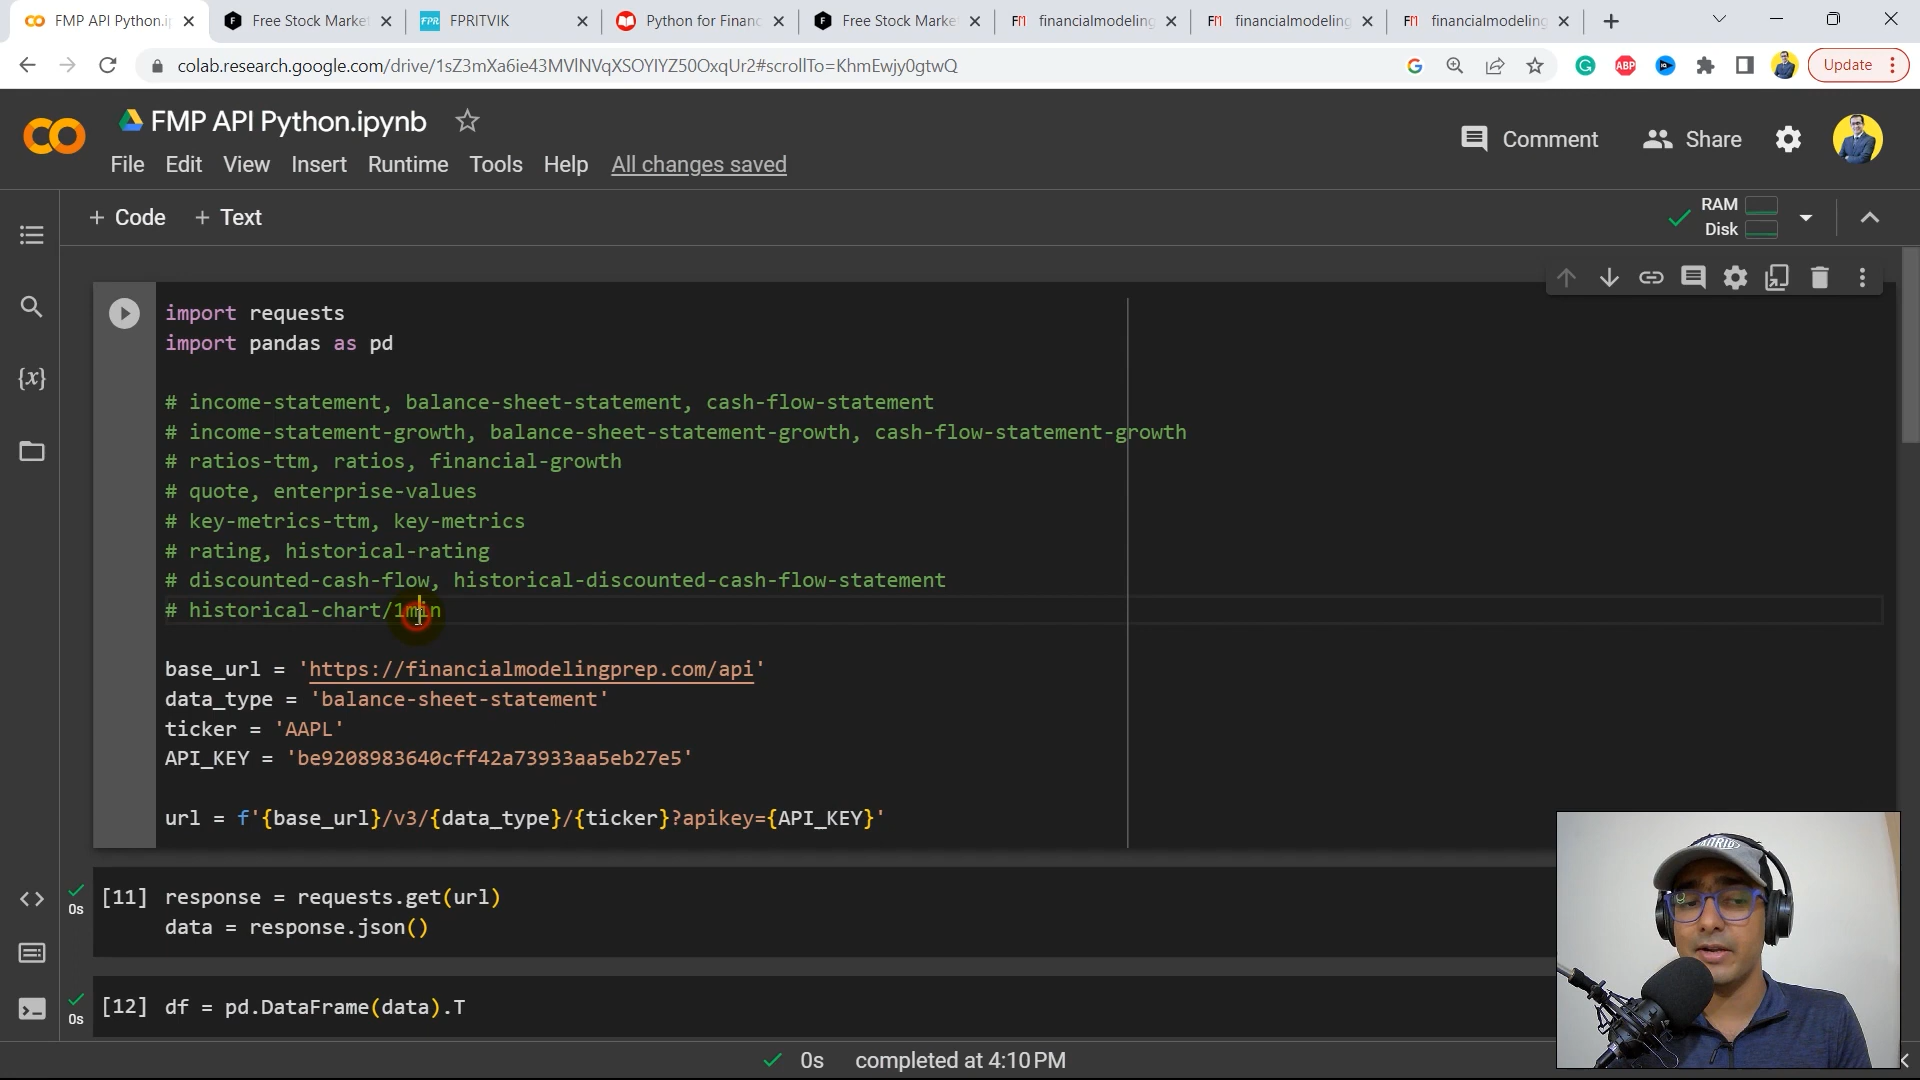 FMP API Python.i
Free Stock Marke
FPRITVIK
Python for Financ
Free Stock Marke
financialmodeling
financialmodeling
financialmodeling
colab.research.google.com/drive/1sZ3mXa6ie43MVlNVqXSOYIYZ50OxqUr2#scrollTo=KhmEwjy0gtwQ
Update
FMP API Python.ipynb
Comment
Share
File Edit View Insert Runtime Tools Help All changes saved
+ Code + Text
RAM
Disk
import requests
import pandas as pd
# income-statement, balance-sheet-statement, cash-flow-statement
# income-statement-growth, balance-sheet-statement-growth, cash-flow-statement-growth
# ratios-ttm, ratios, financial-growth
# quote, enterprise-values
# key-metrics-ttm, key-metrics
# rating, historical-rating
# discounted-cash-flow, historical-discounted-cash-flow-statement
# historical-chart/1min
base_url = 'https://financialmodelingprep.com/api'
data_type = 'balance-sheet-statement'
ticker = 'AAPL'
API_KEY = 'be9208983640cff42a73933aa5eb27e5'
url = f'{base_url}/v3/{data_type}/{ticker}?apikey={API_KEY}'
0s
[11] response = requests.get(url)
data = response.json()
0s
[12] df = pd.DataFrame(data).T
0s completed at 4:10 PM